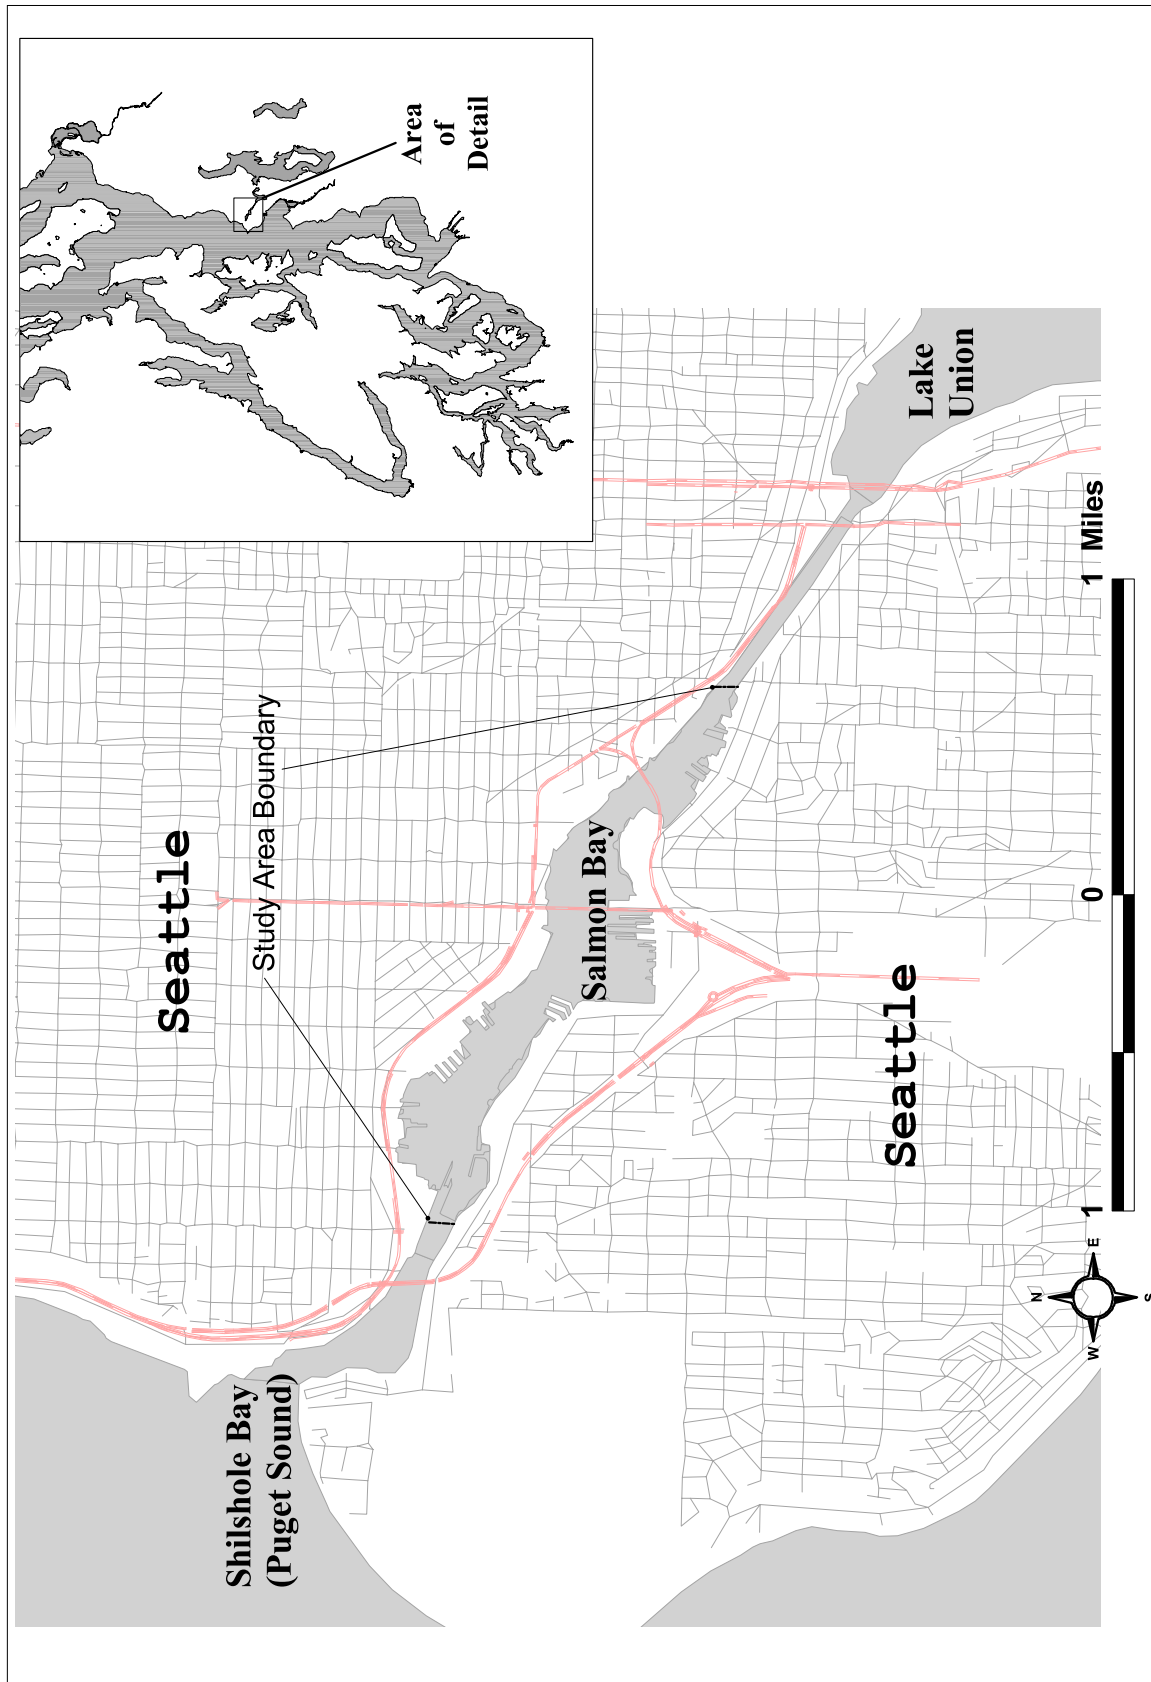 Area
of
Detail
Lake
Union
Study Area Boundary
Seattle
Salmon Bay
Seattle
Shilshole Bay
(Puget Sound)
1 0 1 Miles
N
W E
S